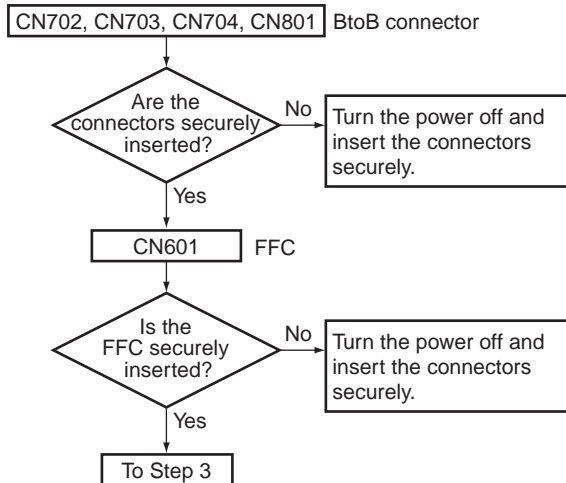 CN702, CN703, CN704, CN801 BtoB connector
Are the
connectors securely
inserted?
No
Turn the power off and
insert the connectors
securely.
Yes
CN601 FFC
Is the
FFC securely
inserted?
No
Turn the power off and
insert the connectors
securely.
Yes
To Step 3